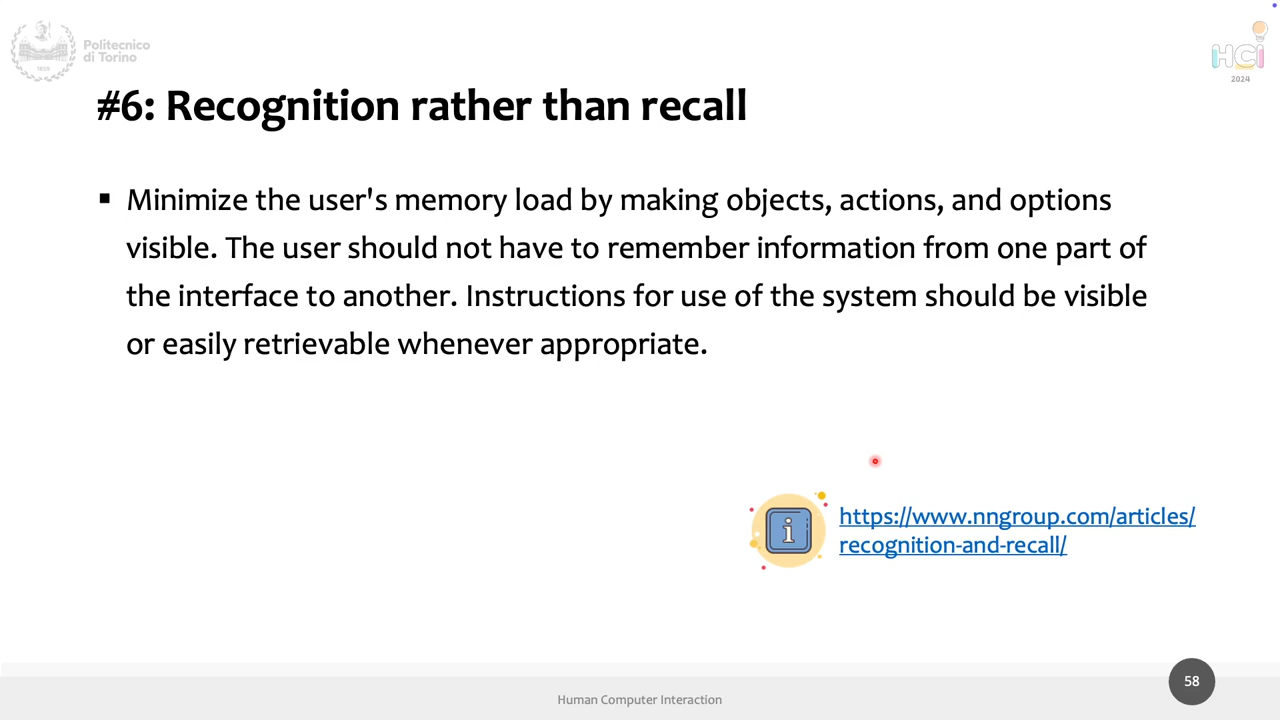 Politecnico
di Torino
1859
HCI
2024
#6: Recognition rather than recall
▪ Minimize the user's memory load by making objects, actions, and options
visible. The user should not have to remember information from one part of
the interface to another. Instructions for use of the system should be visible
or easily retrievable whenever appropriate.
i
https://www.nngroup.com/articles/
recognition-and-recall/
58
Human Computer Interaction